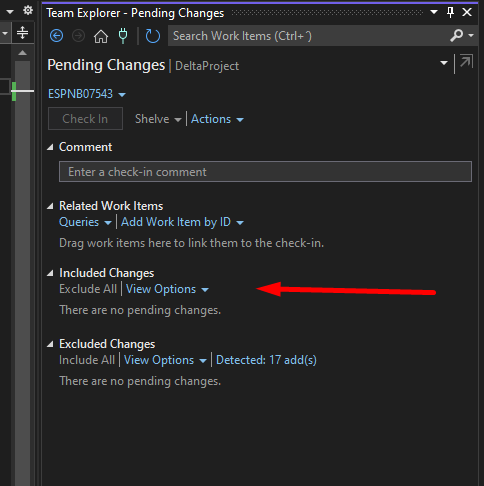 Team Explorer - Pending Changes
Search Work Items (Ctrl+´)
Pending Changes | DeltaProject
ESPNB07543
Check In Shelve Actions
Comment
Enter a check-in comment
Related Work Items
Queries Add Work Item by ID
Drag work items here to link them to the check-in.
Included Changes
Exclude All View Options
There are no pending changes.
Excluded Changes
Include All View Options Detected: 17 add(s)
There are no pending changes.